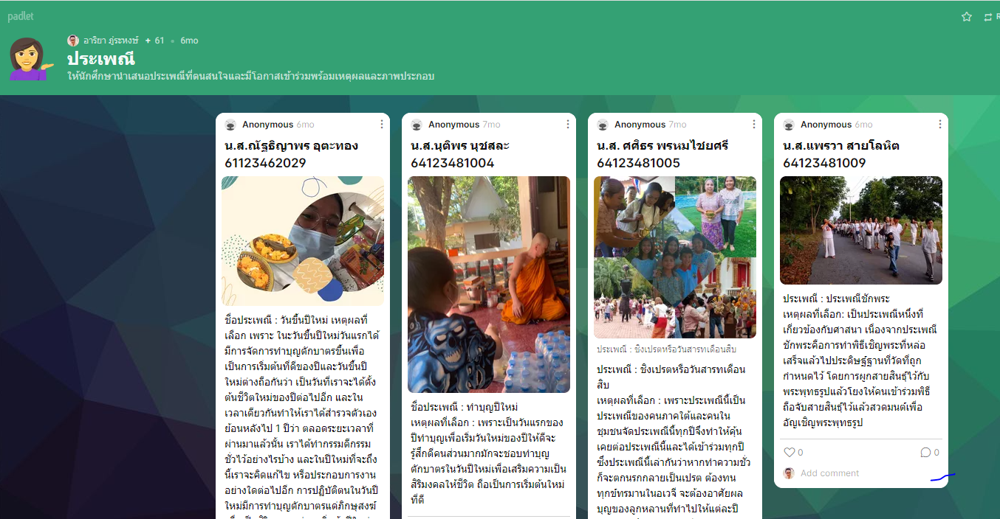 padlet
อาริยา ภู่ระหงษ์ + 61 • 6mo
ประเพณี
ให้นักศึกษานำเสนอประเพณีที่ตนสนใจและมีโอกาสเข้าร่วมพร้อมเหตุผลและภาพประกอบ
Anonymous 6mo
น.ส.ณัฐธิญาพร อุตะทอง
61123462029
ชื่อประเพณี : วันขึ้นปีใหม่ เหตุผลที่
เลือก เพราะ ในะวันขึ้นปีใหม่วันแรกได้
มีการจัดการทำบุญตักบาตรขึ้นเพื่อ
เป็นการเริ่มต้นที่ดีของปีและวันขึ้นปี
ใหม่ต่างถือกันว่า เป็นวันที่เราจะได้ตั้ง
ต้นชีวิตใหม่ของปีต่อไปอีก และใน
เวลาเดียวกันทำให้เราได้สำรวจตัวเอง
ย้อนหลังไป 1 ปีว่า ตลอดระยะเวลาที่
ผ่านมาแล้วนั้น เราได้ทำกรรมดีกรรม
ชั่วไว้อย่างไรบ้าง และในปีใหม่ที่จะถึง
นี้เราจะคิดแก้ไข หรือประกอบการงาน
อย่างใดต่อไปอีก การปฏิบัติตนในวันปี
ใหม่มีการทำบุญตักบาตรแด่ภิกษุสงฆ์
Anonymous 7mo
น.ส.นุติพร นุชสละ
64123481004
ชื่อประเพณี : ทำบุญปีใหม่
เหตุผลที่เลือก : เพราะเป็นวันแรกของ
ปีทำบุญเพื่อเริ่มวันใหม่ของปีให้ดีจะ
รู้สึกดีคนส่วนมากมักจะชอบทำบุญ
ตักบาตรในวันปีใหม่เพื่อเสริมความเป็น
สิริมงคลให้ชีวิต ถือเป็นการเริ่มต้นใหม่
ที่ดี
Anonymous 7mo
น.ส. ศศิธร พรหมไชยศรี
64123481005
ประเพณี : ชิงเปรตหรือวันสารทเดือนสิบ
ประเพณี : ชิงเปรตหรือวันสารทเดือน
สิบ
เหตุผลที่เลือก : เพราะประเพณีนี้เป็น
ประเพณีของคนภาคใต้และคนใน
ชุมชนจัดประเพณีนี้ทุกปีจึงทำให้คุ้น
เคยต่อประเพณีนี้และได้เข้าร่วมทุกปี
ซึ่งประเพณีนี้เล่ากันว่าหากทำความชั่ว
ก็จะตกนรกกลายเป็นเปรต ต้องทน
ทุกข์ทรมานในอเวจี จะต้องอาศัยผล
บุญของลูกหลานที่ทำไปให้แต่ละปี
Anonymous 6mo
น.ส.แพรวา สายโลหิต
64123481009
ประเพณี : ประเพณีชักพระ
เหตุผลที่เลือก: เป็นประเพณีหนึ่งที่
เกี่ยวข้องกับศาสนา เนื่องจากประเพณี
ชักพระคือการทำพิธีเชิญพระที่หล่อ
เสร็จแล้วไปประดิษฐ์ฐานที่วัดที่ถูก
กำหนดไว้ โดยการผูกสายสิ้นธุ์ไว้กับ
พระพุทธรูปแล้วโยงให้คนเข้าร่วมพิธี
ถือจับสายสิ้นธุ์ไว้แล้วสวดมนต์เพื่อ
อัญเชิญพระพุทธรูป
0 0
Add comment